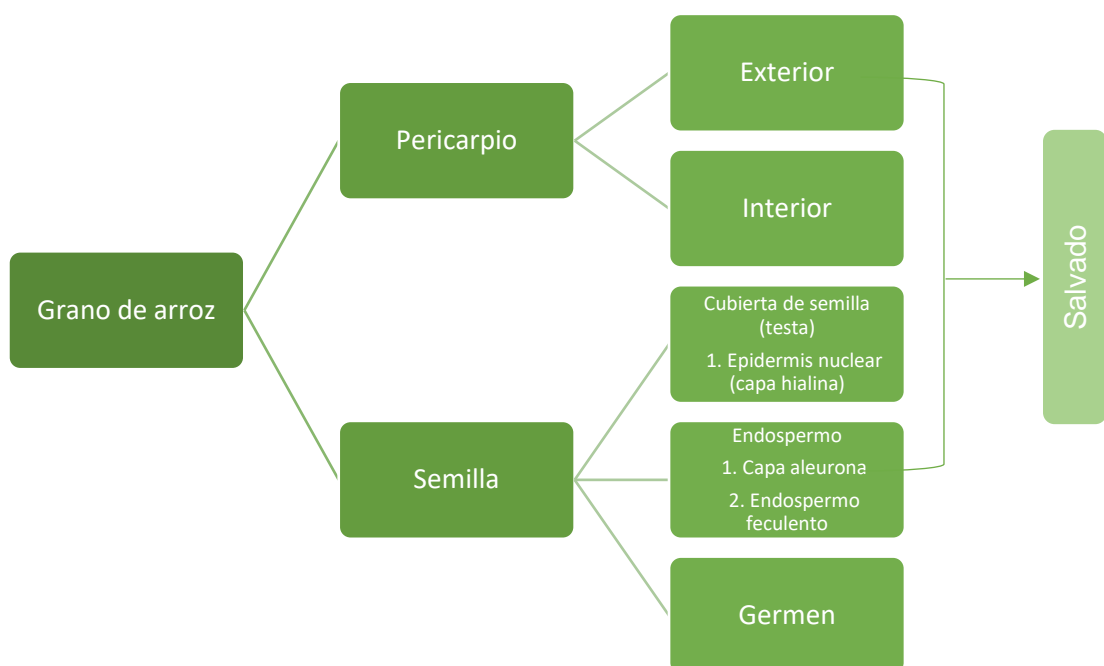 Grano de arroz
Pericarpio
Exterior
Interior
Semilla
Cubierta de semilla
(testa)
1. Epidermis nuclear
(capa hialina)
Endospermo
1. Capa aleurona
2. Endospermo
feculento
Germen
Salvado